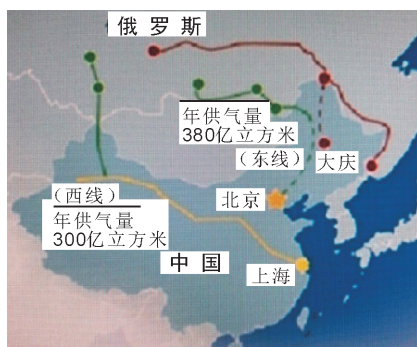 俄罗斯
年供气量
380亿立方米
（东线）
大庆
（西线）
北京
年供气量
300亿立方米
中国
上海